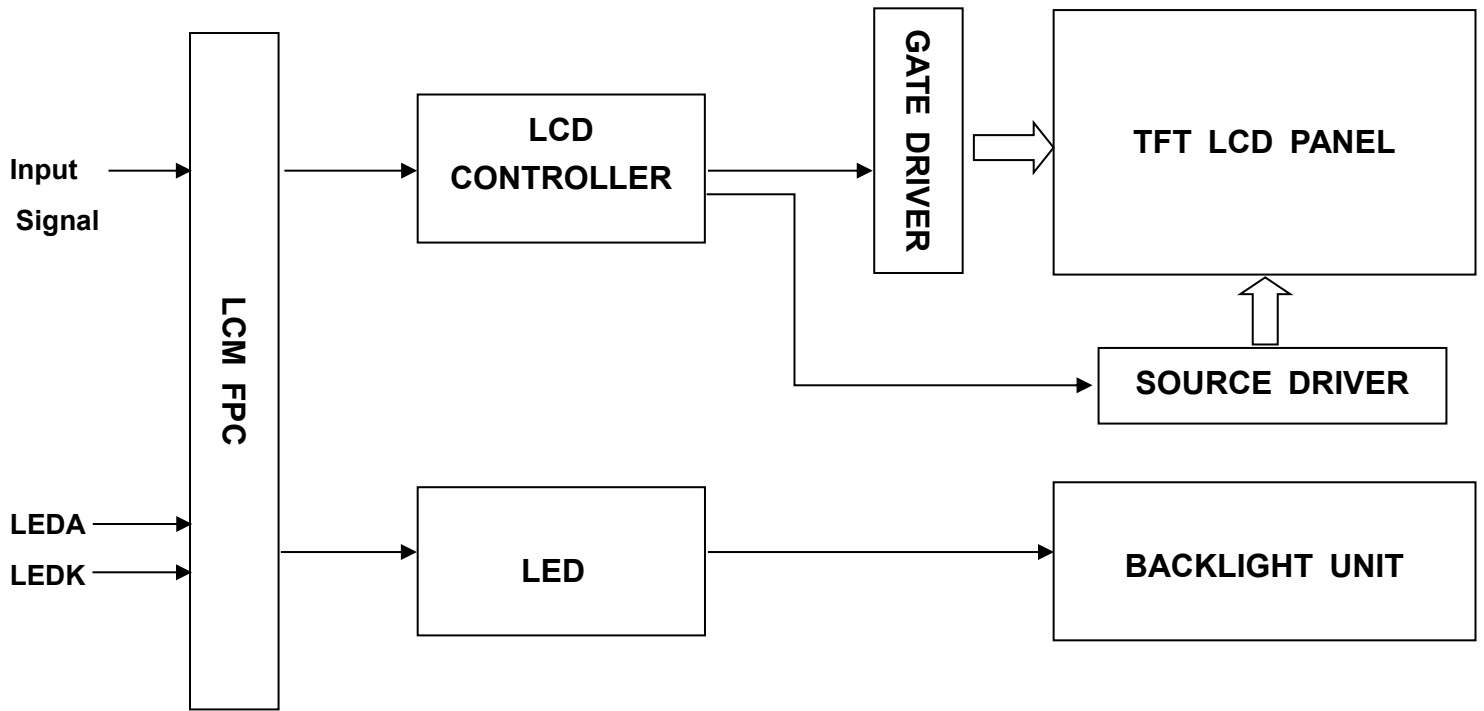 Input
Signal
LEDA
LEDK
LCM FPC
LCD
CONTROLLER
LED
GATE DRIVER
TFT LCD PANEL
SOURCE DRIVER
BACKLIGHT UNIT